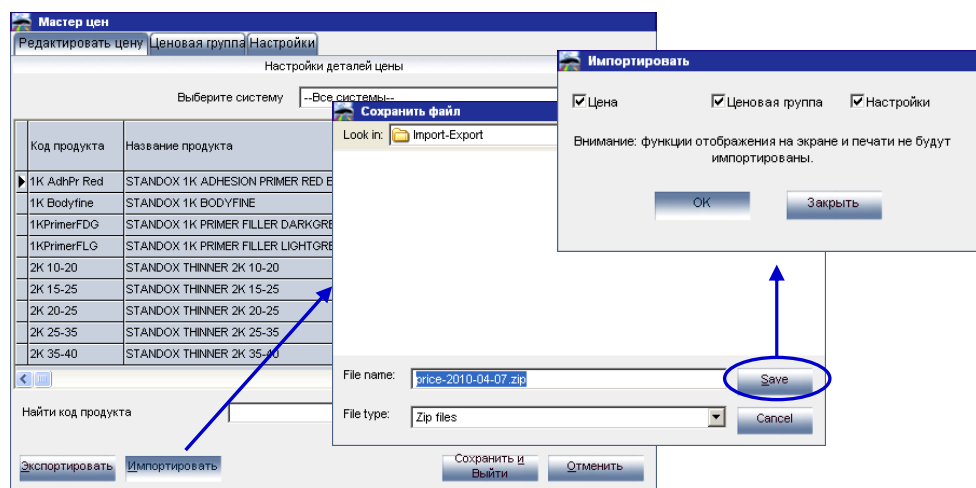 Мастер цен
Редактировать цену Ценовая группа Настройки
Настройки деталей цены
Выберите систему --Все системы--
Код продукта Название продукта
1K AdhPr Red STANDOX 1K ADHESION PRIMER RED
1K Bodyfine STANDOX 1K BODYFINE
1KPrimerFDG STANDOX 1K PRIMER FILLER DARKGRE
1KPrimerFLG STANDOX 1K PRIMER FILLER LIGHTGRE
2K 10-20 STANDOX THINNER 2K 10-20
2K 15-25 STANDOX THINNER 2K 15-25
2K 20-25 STANDOX THINNER 2K 20-25
2K 25-35 STANDOX THINNER 2K 25-35
2K 35-40 STANDOX THINNER 2K 35-40
Найти код продукта
Экспортировать Импортировать Сохранить и Выйти Отменить
Сохранить файл
Look in: Import-Export
File name: price-2010-04-07.zip Save
File type: Zip files Cancel
Импортировать
Цена Ценовая группа Настройки
Внимание: функции отображения на экране и печати не будут
импортированы.
OK Закрыть